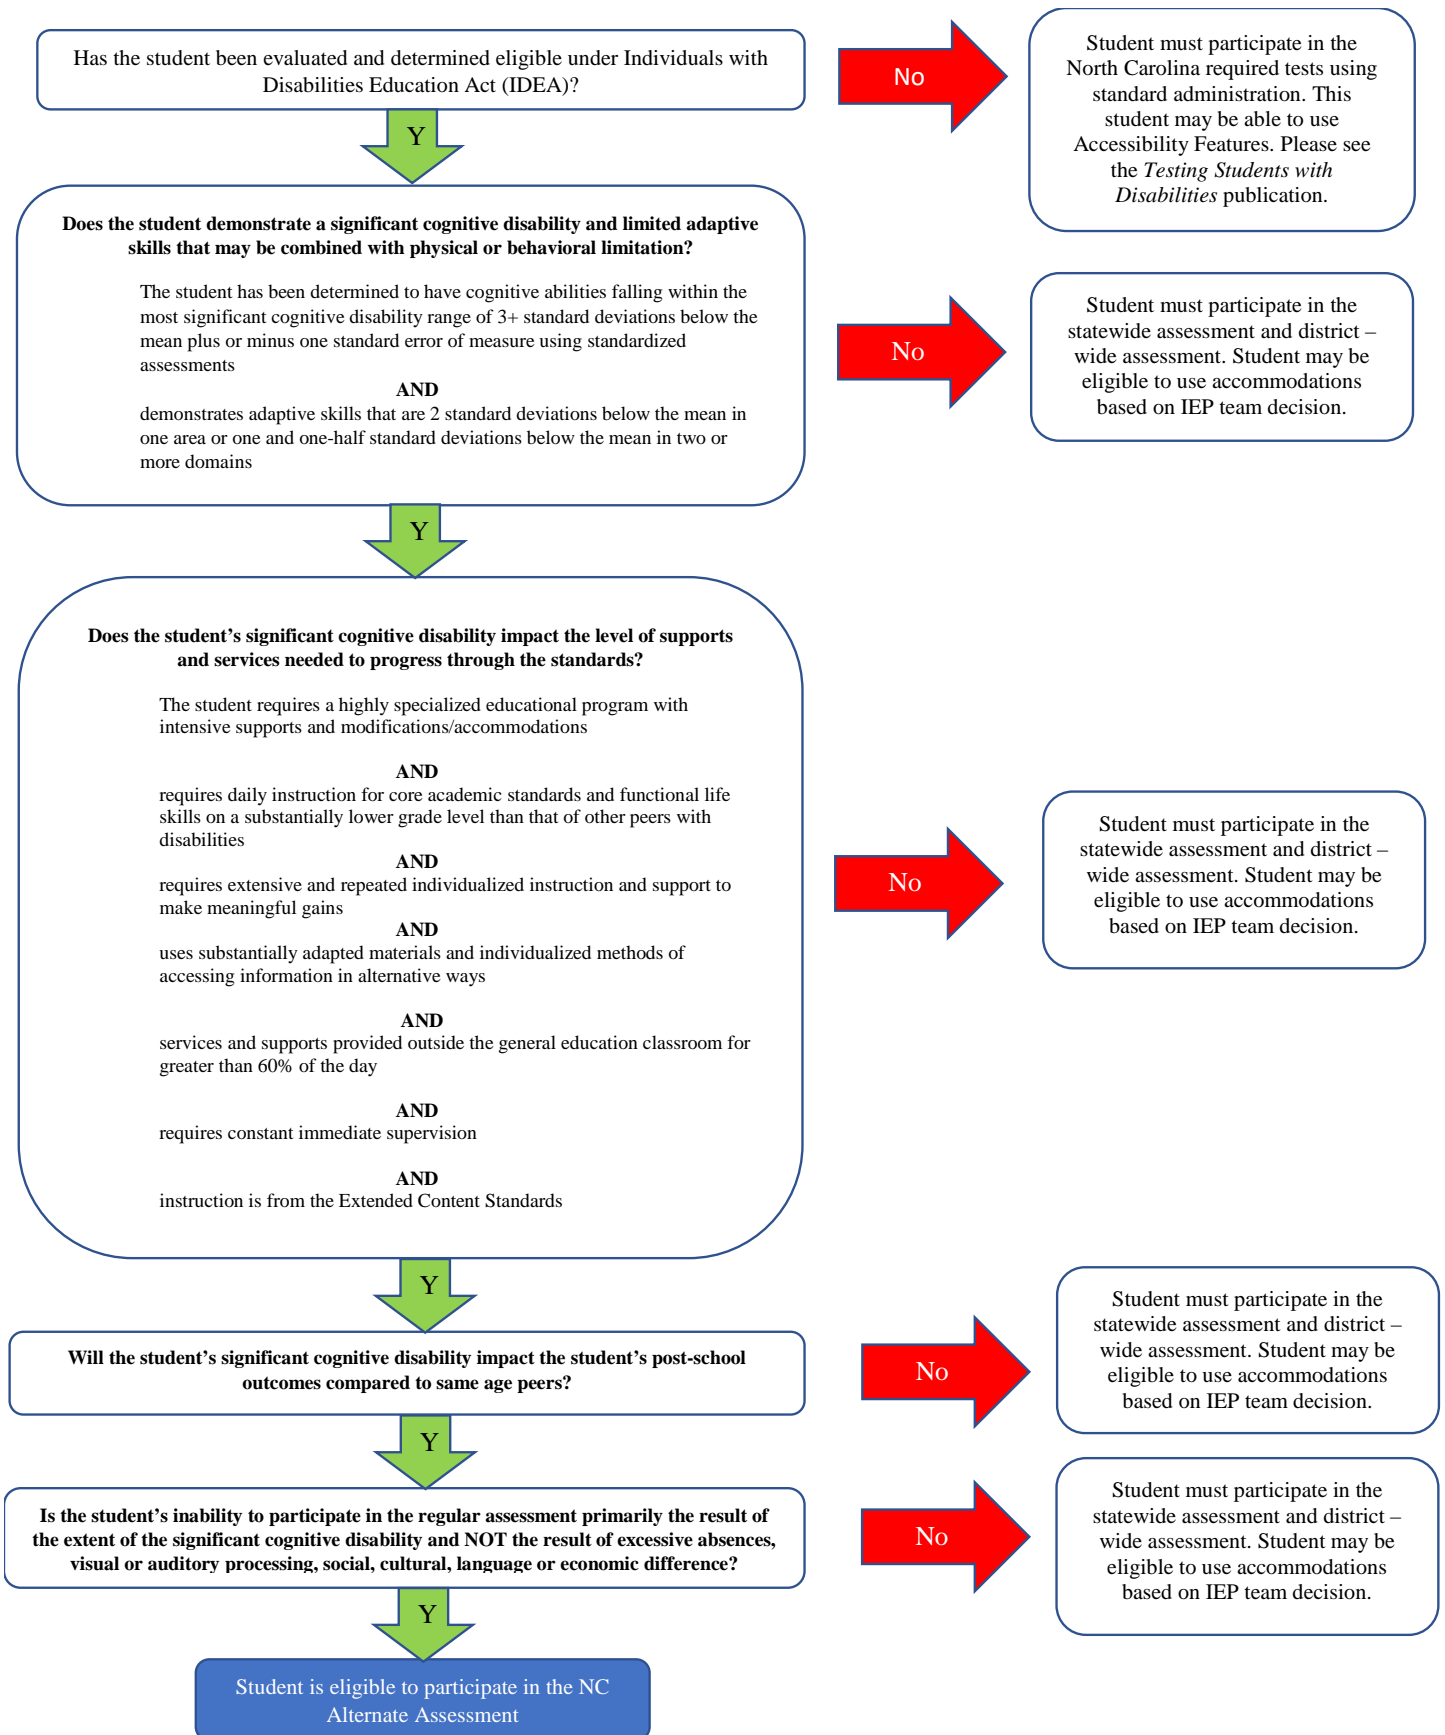 Has the student been evaluated and determined eligible under Individuals with
Disabilities Education Act (IDEA)?
No
Student must participate in the
North Carolina required tests using
standard administration. This
student may be able to use
Accessibility Features. Please see
the Testing Students with
Disabilities publication.
Y
Does the student demonstrate a significant cognitive disability and limited adaptive
skills that may be combined with physical or behavioral limitation?
The student has been determined to have cognitive abilities falling within the
most significant cognitive disability range of 3+ standard deviations below the
mean plus or minus one standard error of measure using standardized
assessments
AND
demonstrates adaptive skills that are 2 standard deviations below the mean in
one area or one and one-half standard deviations below the mean in two or
more domains
No
Student must participate in the
statewide assessment and district –
wide assessment. Student may be
eligible to use accommodations
based on IEP team decision.
Y
Does the student’s significant cognitive disability impact the level of supports
and services needed to progress through the standards?
The student requires a highly specialized educational program with
intensive supports and modifications/accommodations
AND
requires daily instruction for core academic standards and functional life
skills on a substantially lower grade level than that of other peers with
disabilities
AND
requires extensive and repeated individualized instruction and support to
make meaningful gains
AND
uses substantially adapted materials and individualized methods of
accessing information in alternative ways
AND
services and supports provided outside the general education classroom for
greater than 60% of the day
AND
requires constant immediate supervision
AND
instruction is from the Extended Content Standards
No
Student must participate in the
statewide assessment and district –
wide assessment. Student may be
eligible to use accommodations
based on IEP team decision.
Y
Will the student’s significant cognitive disability impact the student’s post-school
outcomes compared to same age peers?
No
Student must participate in the
statewide assessment and district –
wide assessment. Student may be
eligible to use accommodations
based on IEP team decision.
Y
Is the student’s inability to participate in the regular assessment primarily the result of
the extent of the significant cognitive disability and NOT the result of excessive absences,
visual or auditory processing, social, cultural, language or economic difference?
No
Student must participate in the
statewide assessment and district –
wide assessment. Student may be
eligible to use accommodations
based on IEP team decision.
Y
Student is eligible to participate in the NC
Alternate Assessment